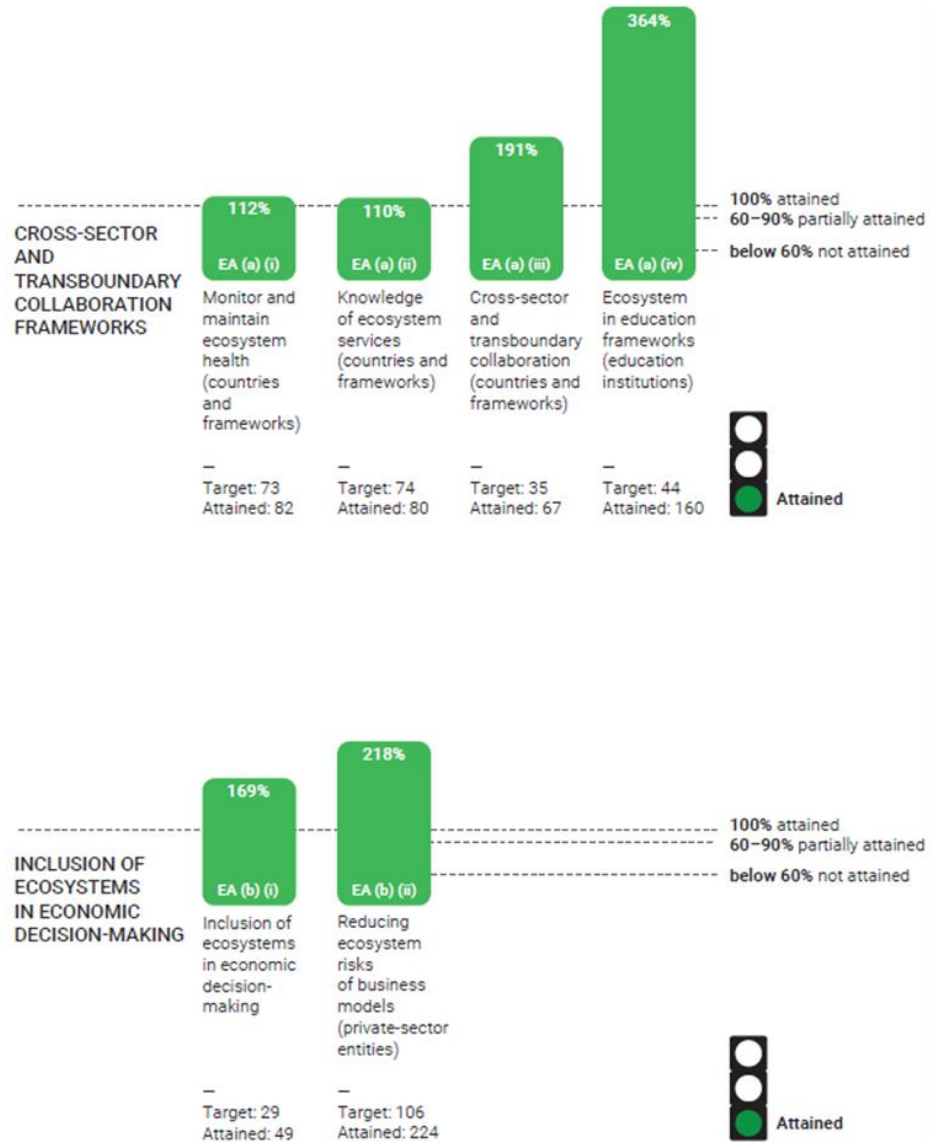 364%
191%
112%
110%
100% attained
60–90% partially attained
below 60% not attained
CROSS-SECTOR
AND
TRANSBOUNDARY
COLLABORATION
FRAMEWORKS
EA (a) (i)
EA (a) (ii)
EA (a) (iii)
EA (a) (iv)
Monitor and
maintain
ecosystem
health
(countries
and
frameworks)
–
Target: 73
Attained: 82
Knowledge
of ecosystem
services
(countries and
frameworks)
–
Target: 74
Attained: 80
Cross-sector
and
transboundary
collaboration
(countries and
frameworks)
–
Target: 35
Attained: 67
Ecosystem
in education
frameworks
(education
institutions)
–
Target: 44
Attained: 160
Attained
218%
169%
100% attained
60–90% partially attained
below 60% not attained
INCLUSION OF
ECOSYSTEMS
IN ECONOMIC
DECISION-MAKING
EA (b) (i)
EA (b) (ii)
Inclusion of
ecosystems
in economic
decision-
making
–
Target: 29
Attained: 49
Reducing
ecosystem
risks
of business
models
(private-sector
entities)
–
Target: 106
Attained: 224
Attained